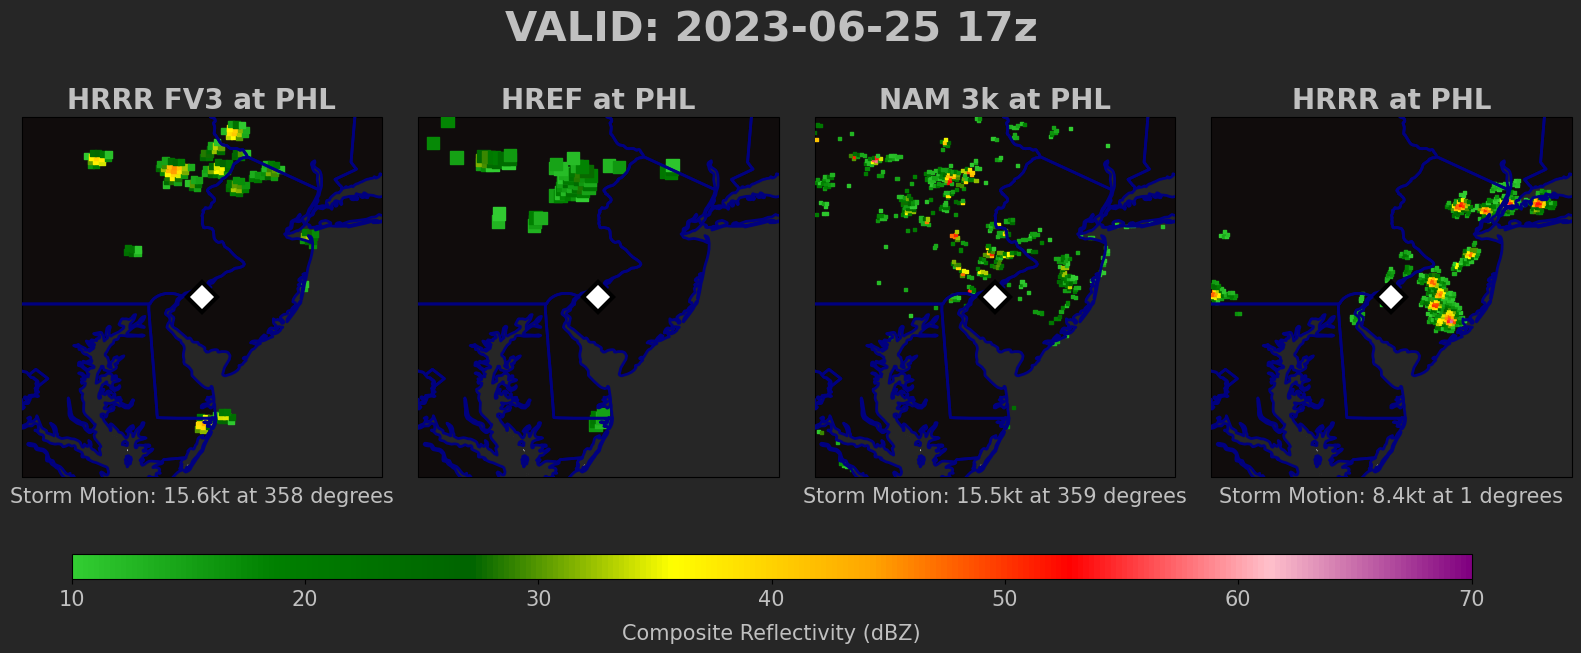 VALID: 2023-06-25 17z
HRRR FV3 at PHL
HREF at PHL
NAM 3k at PHL
HRRR at PHL
Storm Motion: 15.6kt at 358 degrees
Storm Motion: 15.5kt at 359 degrees
Storm Motion: 8.4kt at 1 degrees
10 20 30 40 50 60 70
Composite Reflectivity (dBZ)